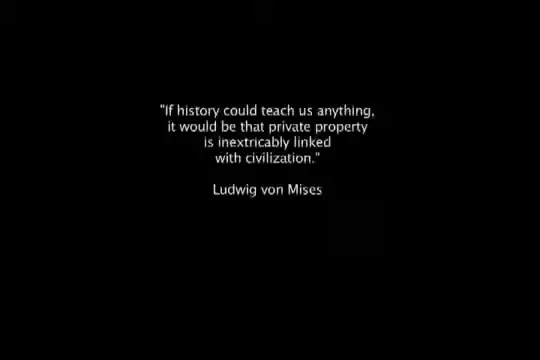 "If history could teach us anything,
it would be that private property
is inextricably linked
with civilization."
Ludwig von Mises